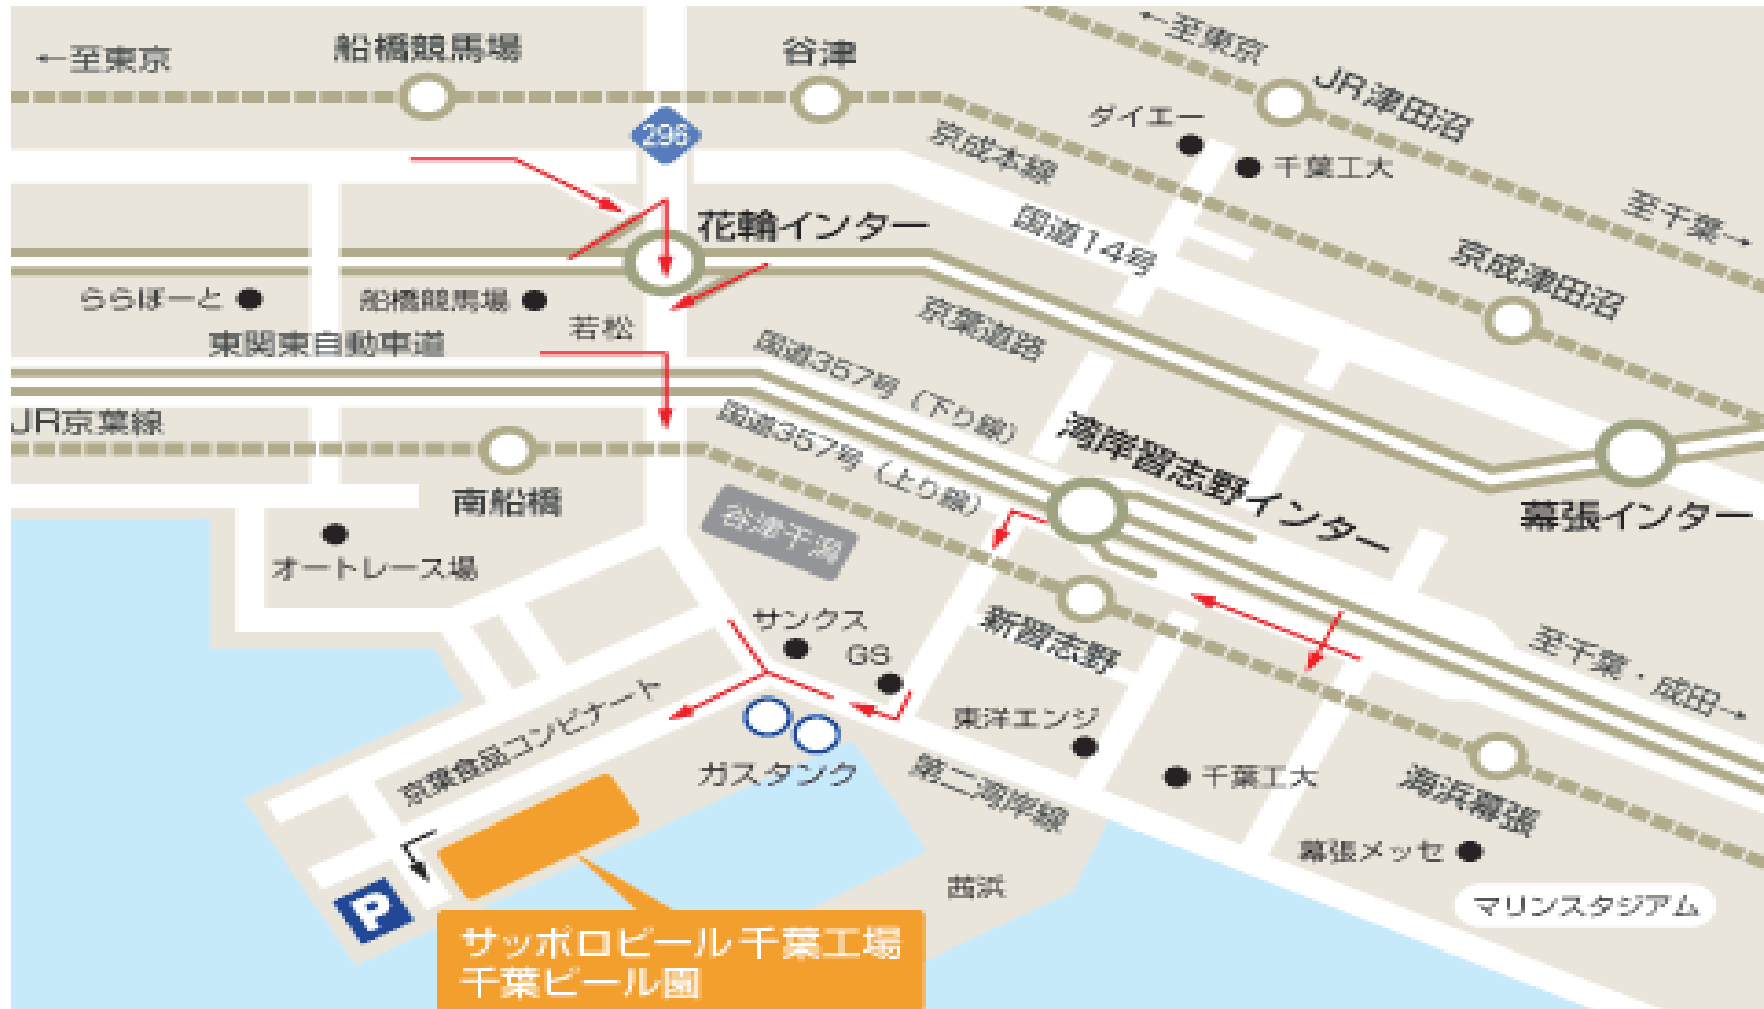 ←至東京
船橋競馬場
谷津
←至東京
JR津田沼
ダイエー
千葉工大
296
京成本線
至千葉→
花輪インター
国道14号
京成津田沼
ららぽーと
船橋競馬場
若松
京葉道路
東関東自動車道
国道357号(下り線)
JR京葉線
国道357号(上り線)
湾岸習志野インター
南船橋
幕張インター
谷津干潟
オートレース場
サンクス
GS
新習志野
至千葉・成田→
京葉食品コンビナート
東洋エンジ
ガスタンク
第二湾岸線
千葉工大
海浜幕張
幕張メッセ
茜浜
マリンスタジアム
P
サッポロビール 千葉工場
千葉ビール園